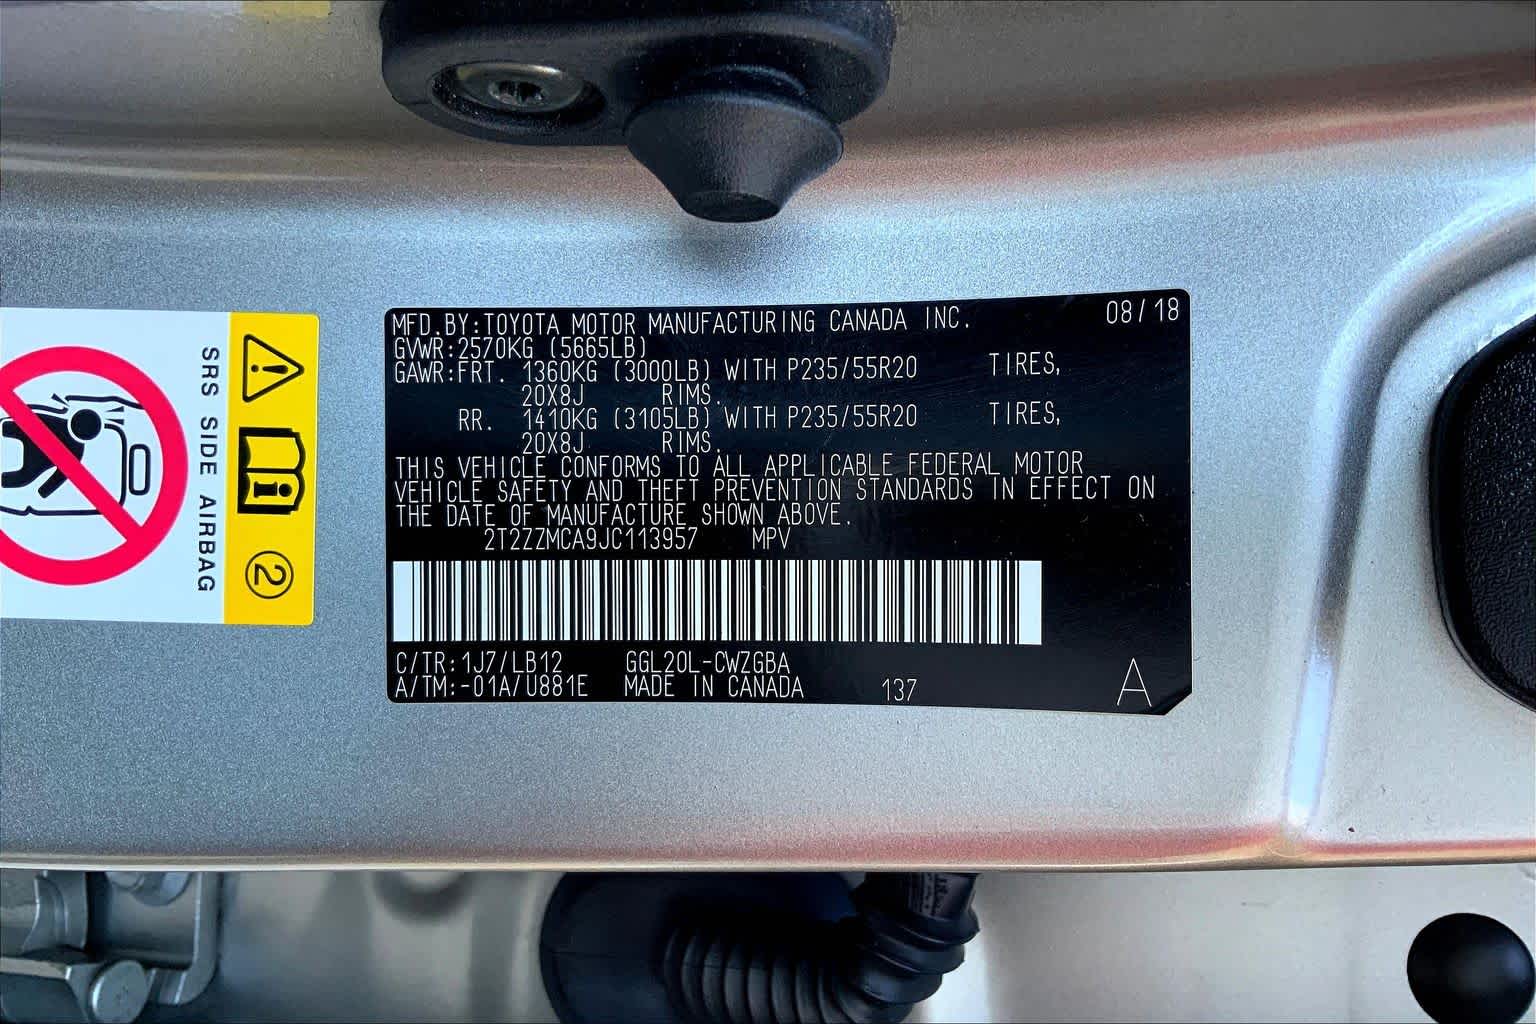 MFD.BY:TOYOTA MOTOR MANUFACTURING CANADA INC. 08/18
GVWR:2570KG (5665LB)
GAWR:FRT. 1360KG (3000LB) WITH P235/55R20 TIRES,
20X8J RIMS.
RR. 1410KG (3105LB) WITH P235/55R20 TIRES,
20X8J RIMS.
THIS VEHICLE CONFORMS TO ALL APPLICABLE FEDERAL MOTOR
VEHICLE SAFETY AND THEFT PREVENTION STANDARDS IN EFFECT ON
THE DATE OF MANUFACTURE SHOWN ABOVE.
2T2ZZMCA9JC113957 MPV
C/TR:1J7/LB12 GGL20L-CWZGBA
A/TM:-01A/U881E MADE IN CANADA 137 A
SRS SIDE AIRBAG
2